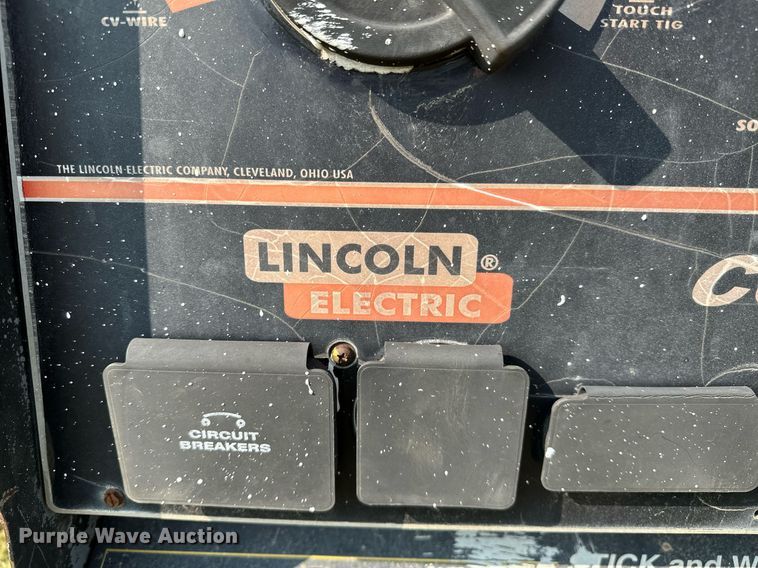 CV-WIRE
TOUCH
START TIG
THE LINCOLN ELECTRIC COMPANY, CLEVELAND, OHIO USA
LINCOLN®
ELECTRIC
CIRCUIT
BREAKERS
Purple Wave Auction
and